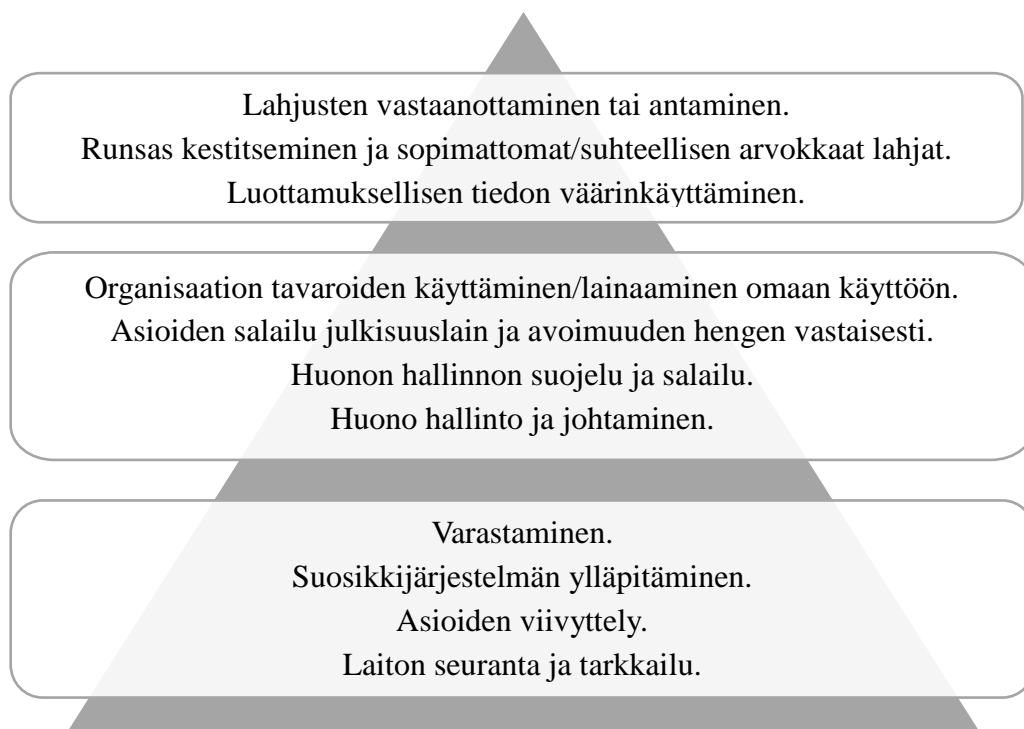 Lahjusten vastaanottaminen tai antaminen.
Runsas kestitseminen ja sopimattomat/suhteellisen arvokkaat lahjat.
Luottamuksellisen tiedon väärinkäyttäminen.
Organisaation tavaroiden käyttäminen/lainaaminen omaan käyttöön.
Asioiden salailu julkisuuslain ja avoimuuden hengen vastaisesti.
Huonon hallinnon suojelu ja salailu.
Huono hallinto ja johtaminen.
Varastaminen.
Suosikkijärjestelmän ylläpitäminen.
Asioiden viivyttely.
Laiton seuranta ja tarkkailu.